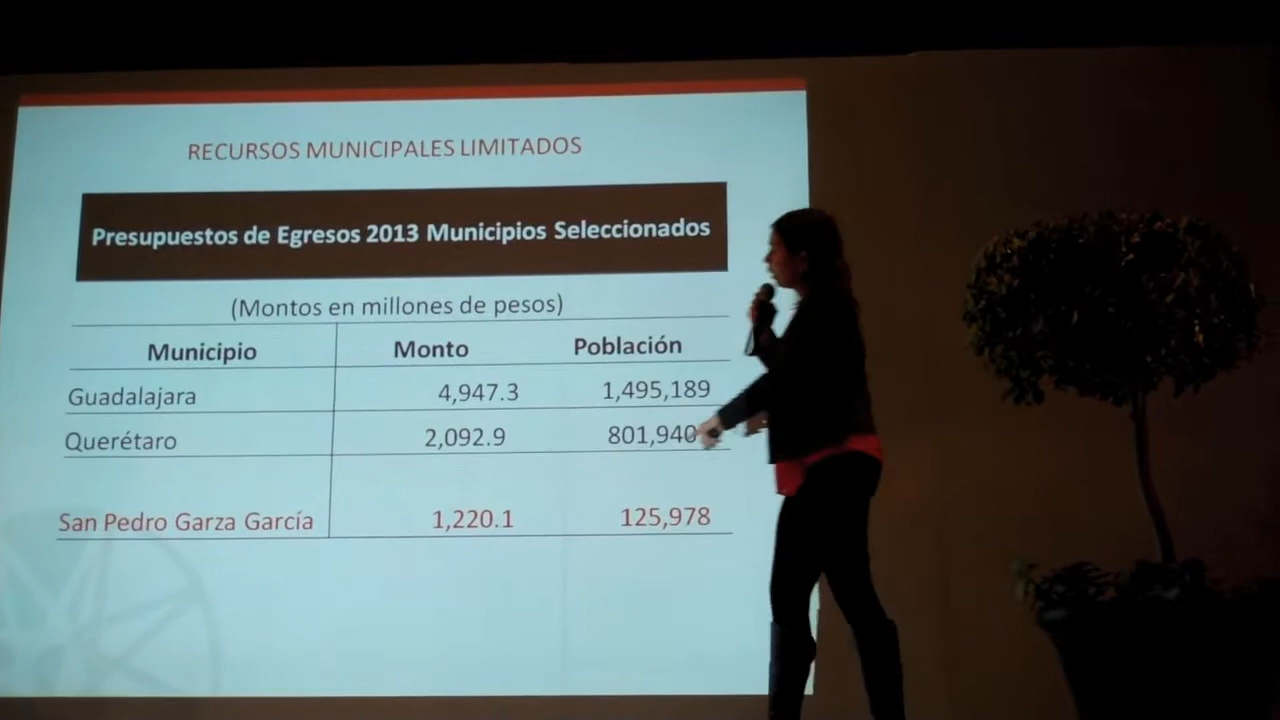 RECURSOS MUNICIPALES LIMITADOS
Presupuestos de Egresos 2013 Municipios Seleccionados
(Montos en millones de pesos)
Municipio Monto Población
Guadalajara 4,947.3 1,495,189
Querétaro 2,092.9 801,940
San Pedro Garza García 1,220.1 125,978